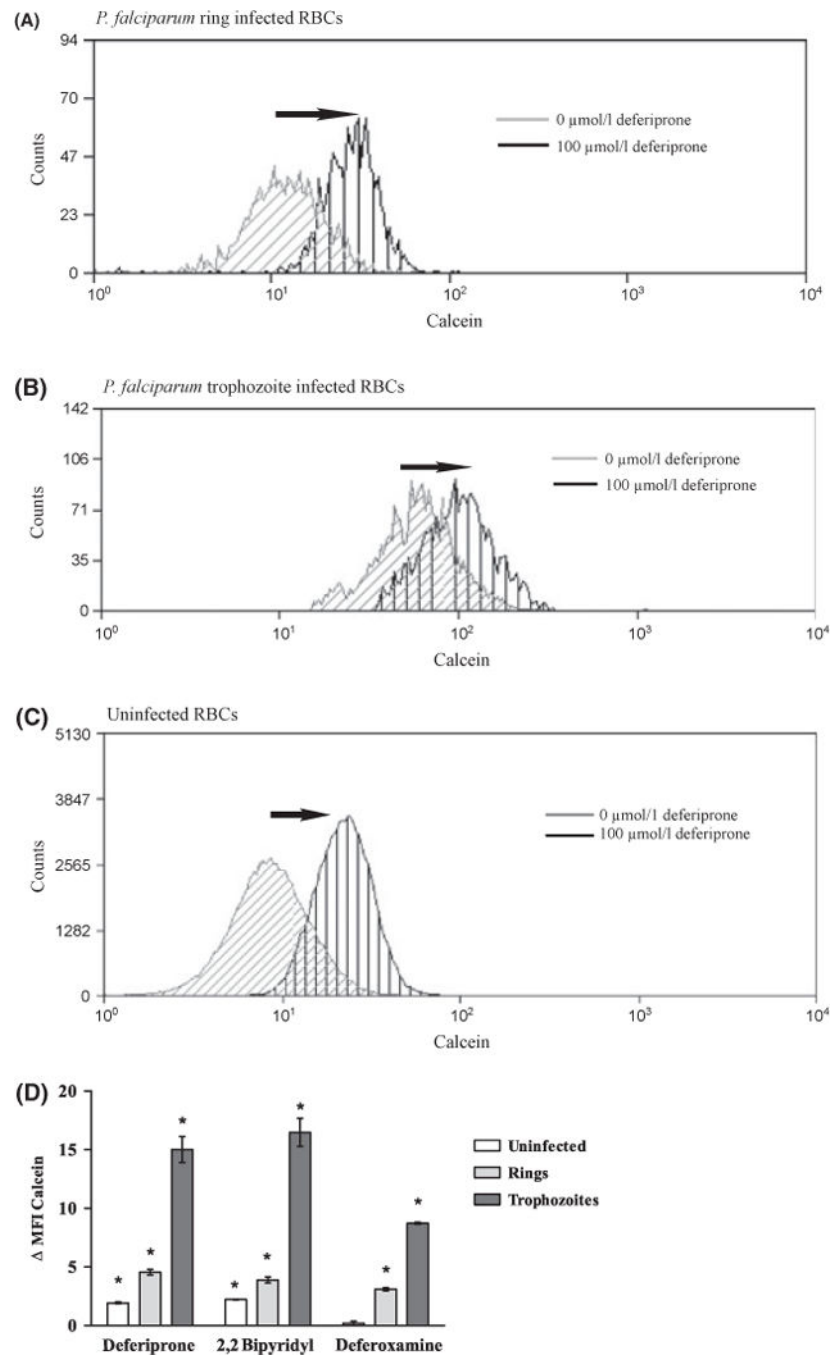 (A) P. falciparum ring infected RBCs
94
70
47
23
0
Counts
0 µmol/l deferiprone
100 µmol/l deferiprone
10⁰ 10¹ 10² 10³ 10⁴
Calcein
(B) P. falciparum trophozoite infected RBCs
142
106
71
35
0
Counts
0 µmol/l deferiprone
100 µmol/l deferiprone
10⁰ 10¹ 10² 10³ 10⁴
Calcein
(C) Uninfected RBCs
5130
3847
2565
1282
0
Counts
0 µmol/l deferiprone
100 µmol/l deferiprone
10⁰ 10¹ 10² 10³ 10⁴
Calcein
(D)
20
15
10
5
0
Δ MFI Calcein
* * * * * * * *
Uninfected
Rings
Trophozoites
Deferiprone 2,2 Bipyridyl Deferoxamine